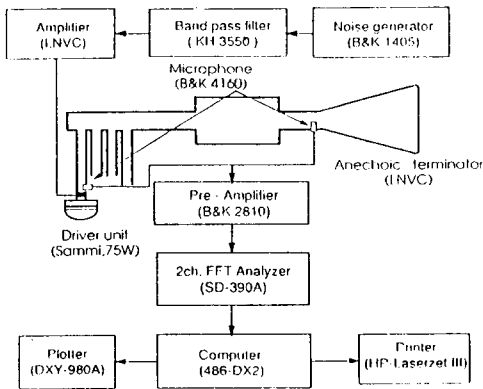 Amplifier
(I.NVC)
Band pass filter
( KH 3550 )
Noise generator
(B&K 1405)
Microphone
(B&K 4160)
Anechoic terminator
(I.NVC)
Driver unit
(Sammi,75W)
Pre - Amplifier
(B&K 2810)
2ch. FFT Analyzer
(SD-390A)
Plotter
(DXY-980A)
Computer
(486-DX2)
Printer
(HP-Laserzet III)